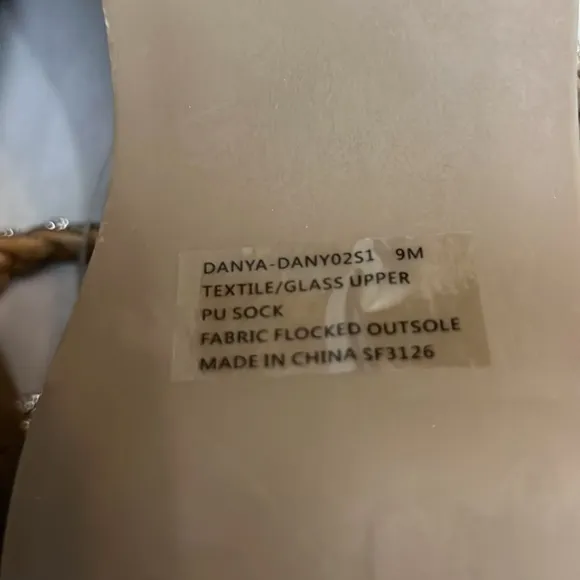 DANYA-DANY02S1 9M
TEXTILE/GLASS UPPER
PU SOCK
FABRIC FLOCKED OUTSOLE
MADE IN CHINA SF3126